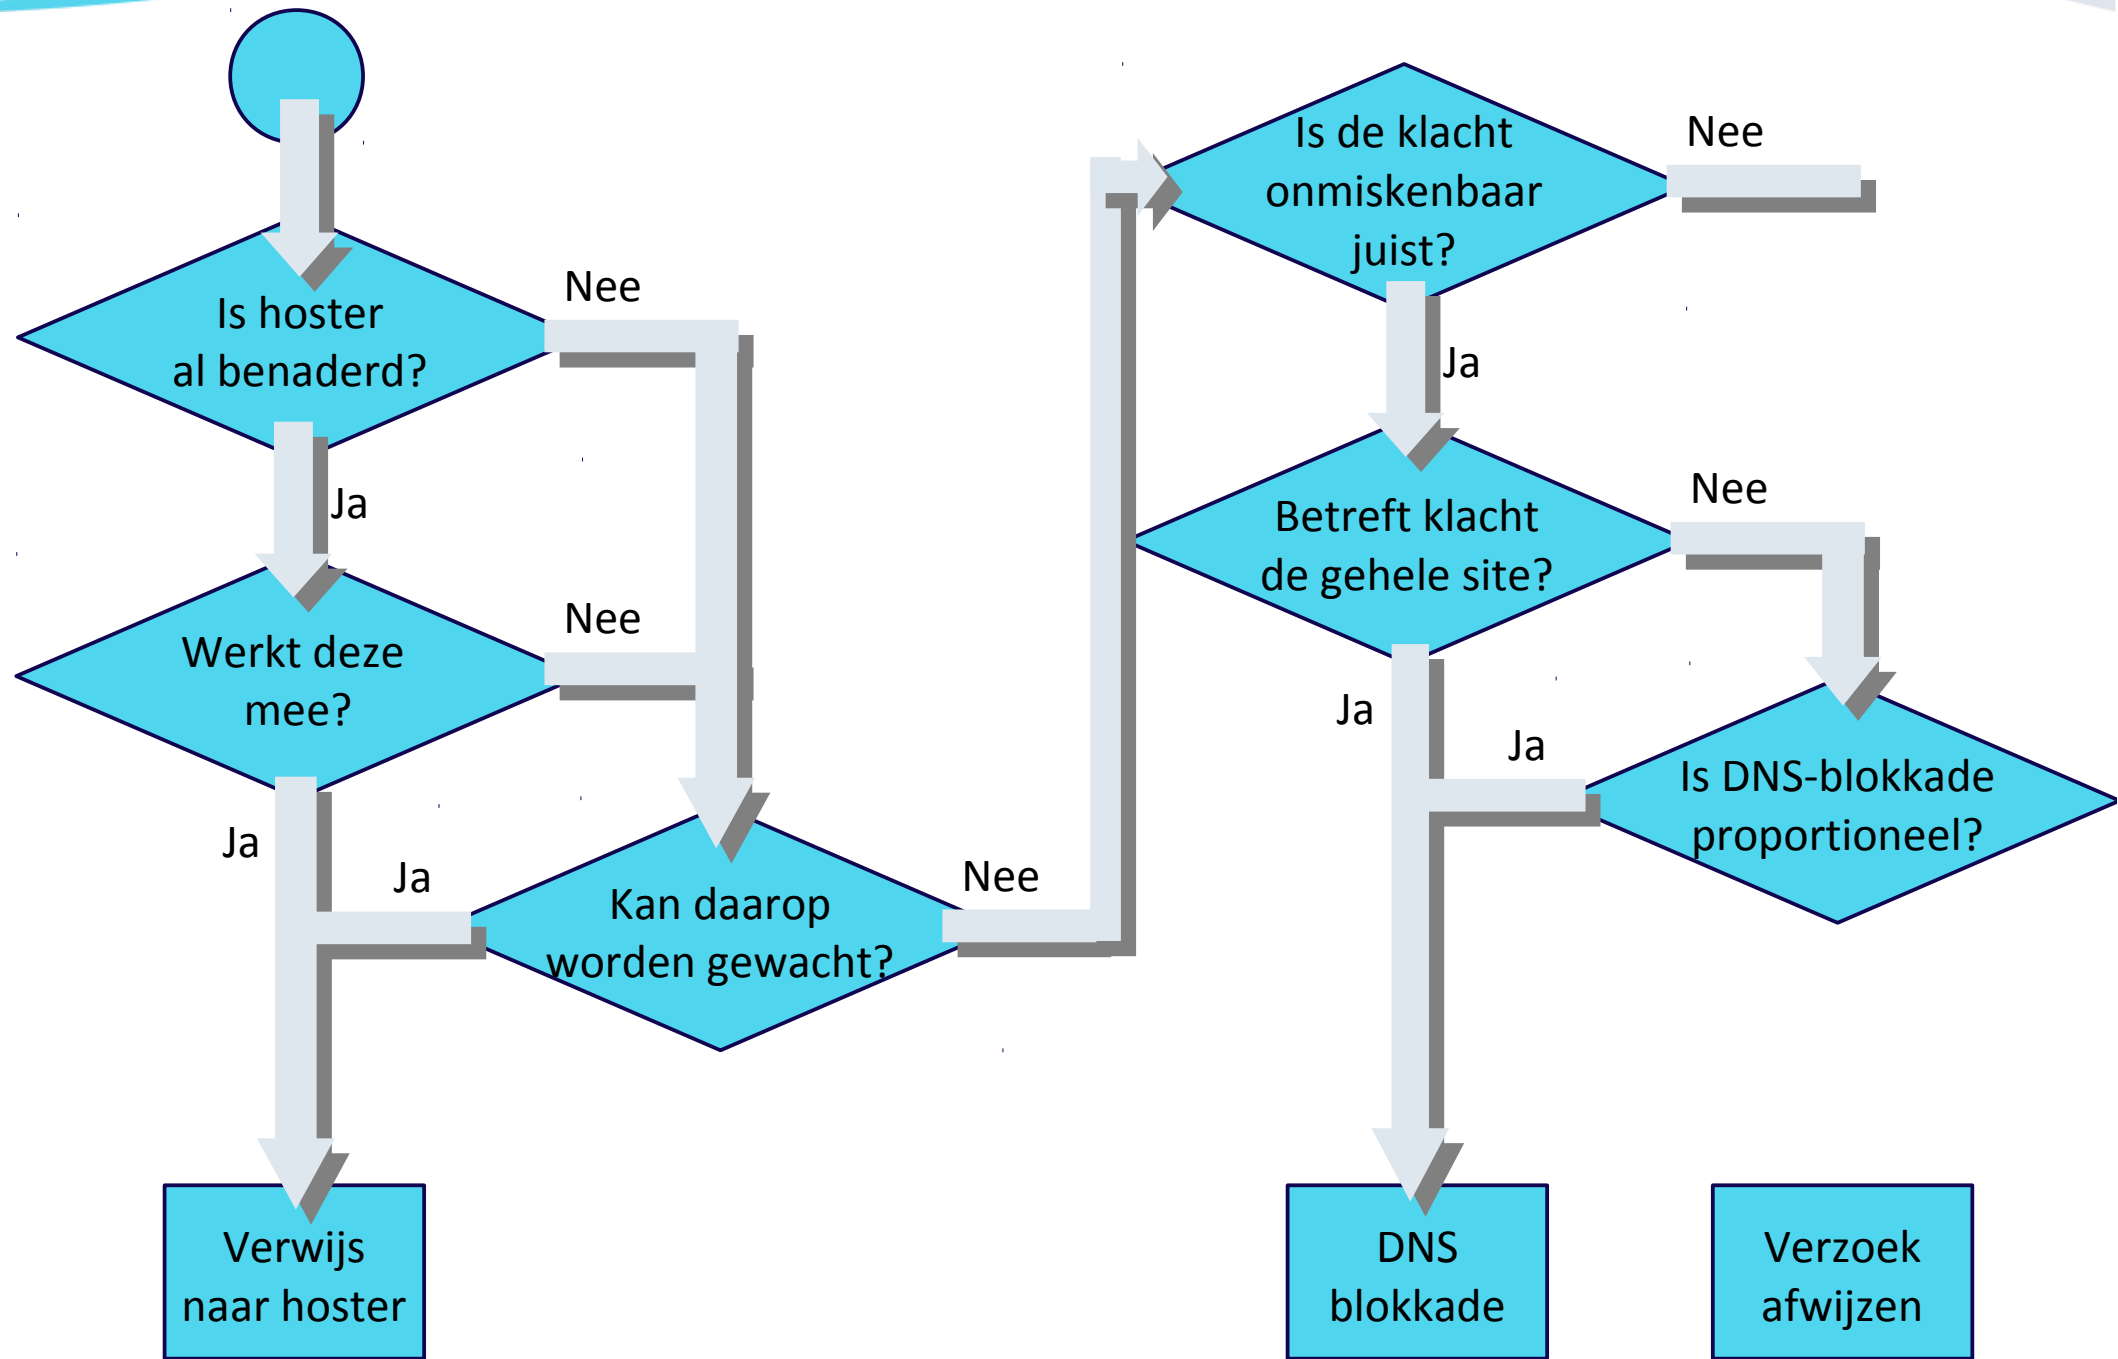 Is hoster
al benaderd?
Nee
Ja
Werkt deze
mee?
Nee
Ja
Ja
Kan daarop
worden gewacht?
Nee
Verwijs
naar hoster
Is de klacht
onmiskenbaar
juist?
Nee
Ja
Betreft klacht
de gehele site?
Nee
Ja
Ja
Is DNS-blokkade
proportioneel?
DNS
blokkade
Verzoek
afwijzen